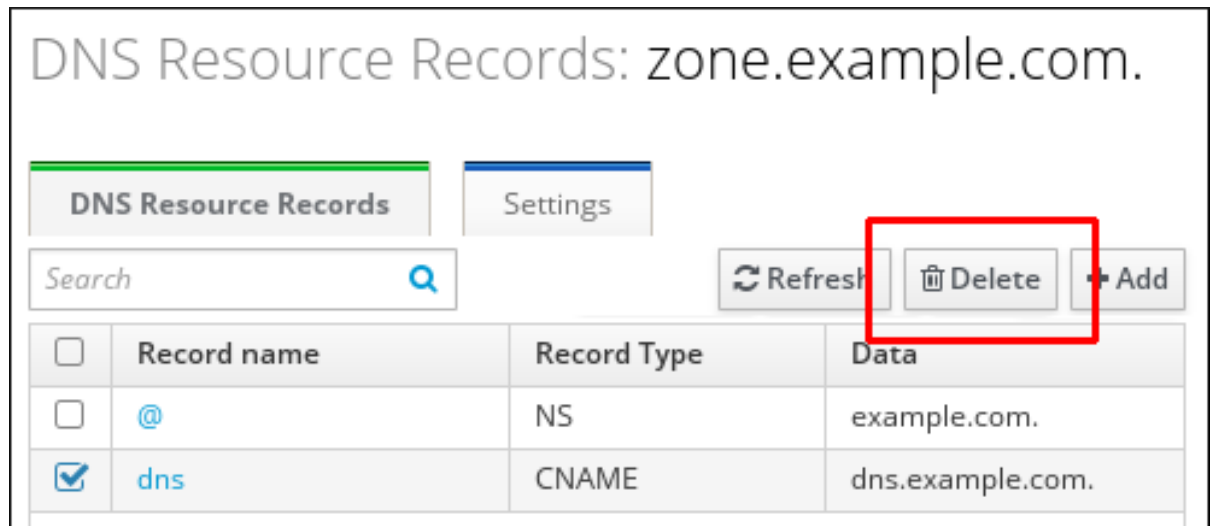 DNS Resource Records: zone.example.com.
DNS Resource Records Settings
Search Refresh Delete Add
Record name Record Type Data
@ NS example.com.
dns CNAME dns.example.com.